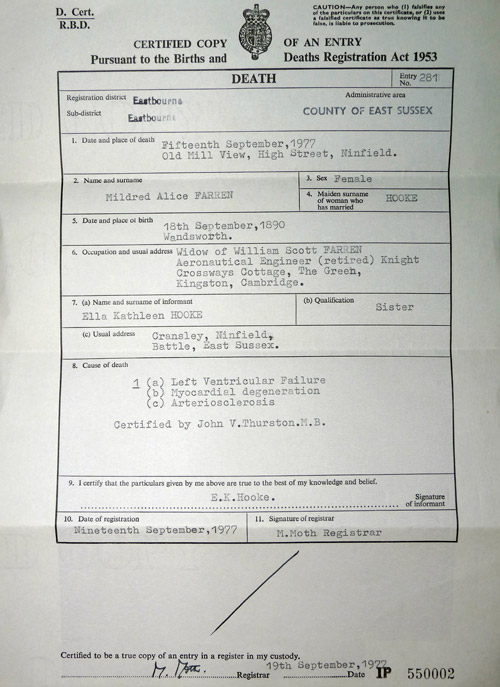 D. Cert.
R.B.D.
CAUTION—Any person who (1) falsifies any
of the particulars on this certificate, or (2) uses
a falsified certificate as true knowing it to be
false, is liable to prosecution.
CERTIFIED COPY OF AN ENTRY
Pursuant to the Births and Deaths Registration Act 1953
DEATH
Entry No. 281
Registration district Eastbourne
Administrative area
Sub-district Eastbourne
COUNTY OF EAST SUSSEX
1. Date and place of death Fifteenth September,1977
Old Mill View, High Street, Ninfield.
2. Name and surname
Mildred Alice FARREN
3. Sex Female
4. Maiden surname
of woman who
has married
HOOKE
5. Date and place of birth
18th September,1890
Wandsworth.
6. Occupation and usual address Widow of William Scott FARREN
Aeronautical Engineer (retired) Knight
Crossways Cottage, The Green,
Kingston, Cambridge.
7. (a) Name and surname of informant
Ella Kathleen HOOKE
(b) Qualification
Sister
(c) Usual address Cransley, Ninfield,
Battle, East Sussex.
8. Cause of death
1 (a) Left Ventricular Failure
(b) Myocardial degeneration
(c) Arteriosclerosis
Certified by John V.Thurston.M.B.
9. I certify that the particulars given by me above are true to the best of my knowledge and belief.
E.K.Hooke.
Signature
of informant
10. Date of registration
Nineteenth September,1977
11. Signature of registrar
M.Moth Registrar
Certified to be a true copy of an entry in a register in my custody.
M. Moth. Registrar 19th September,1977 Date IP 550002